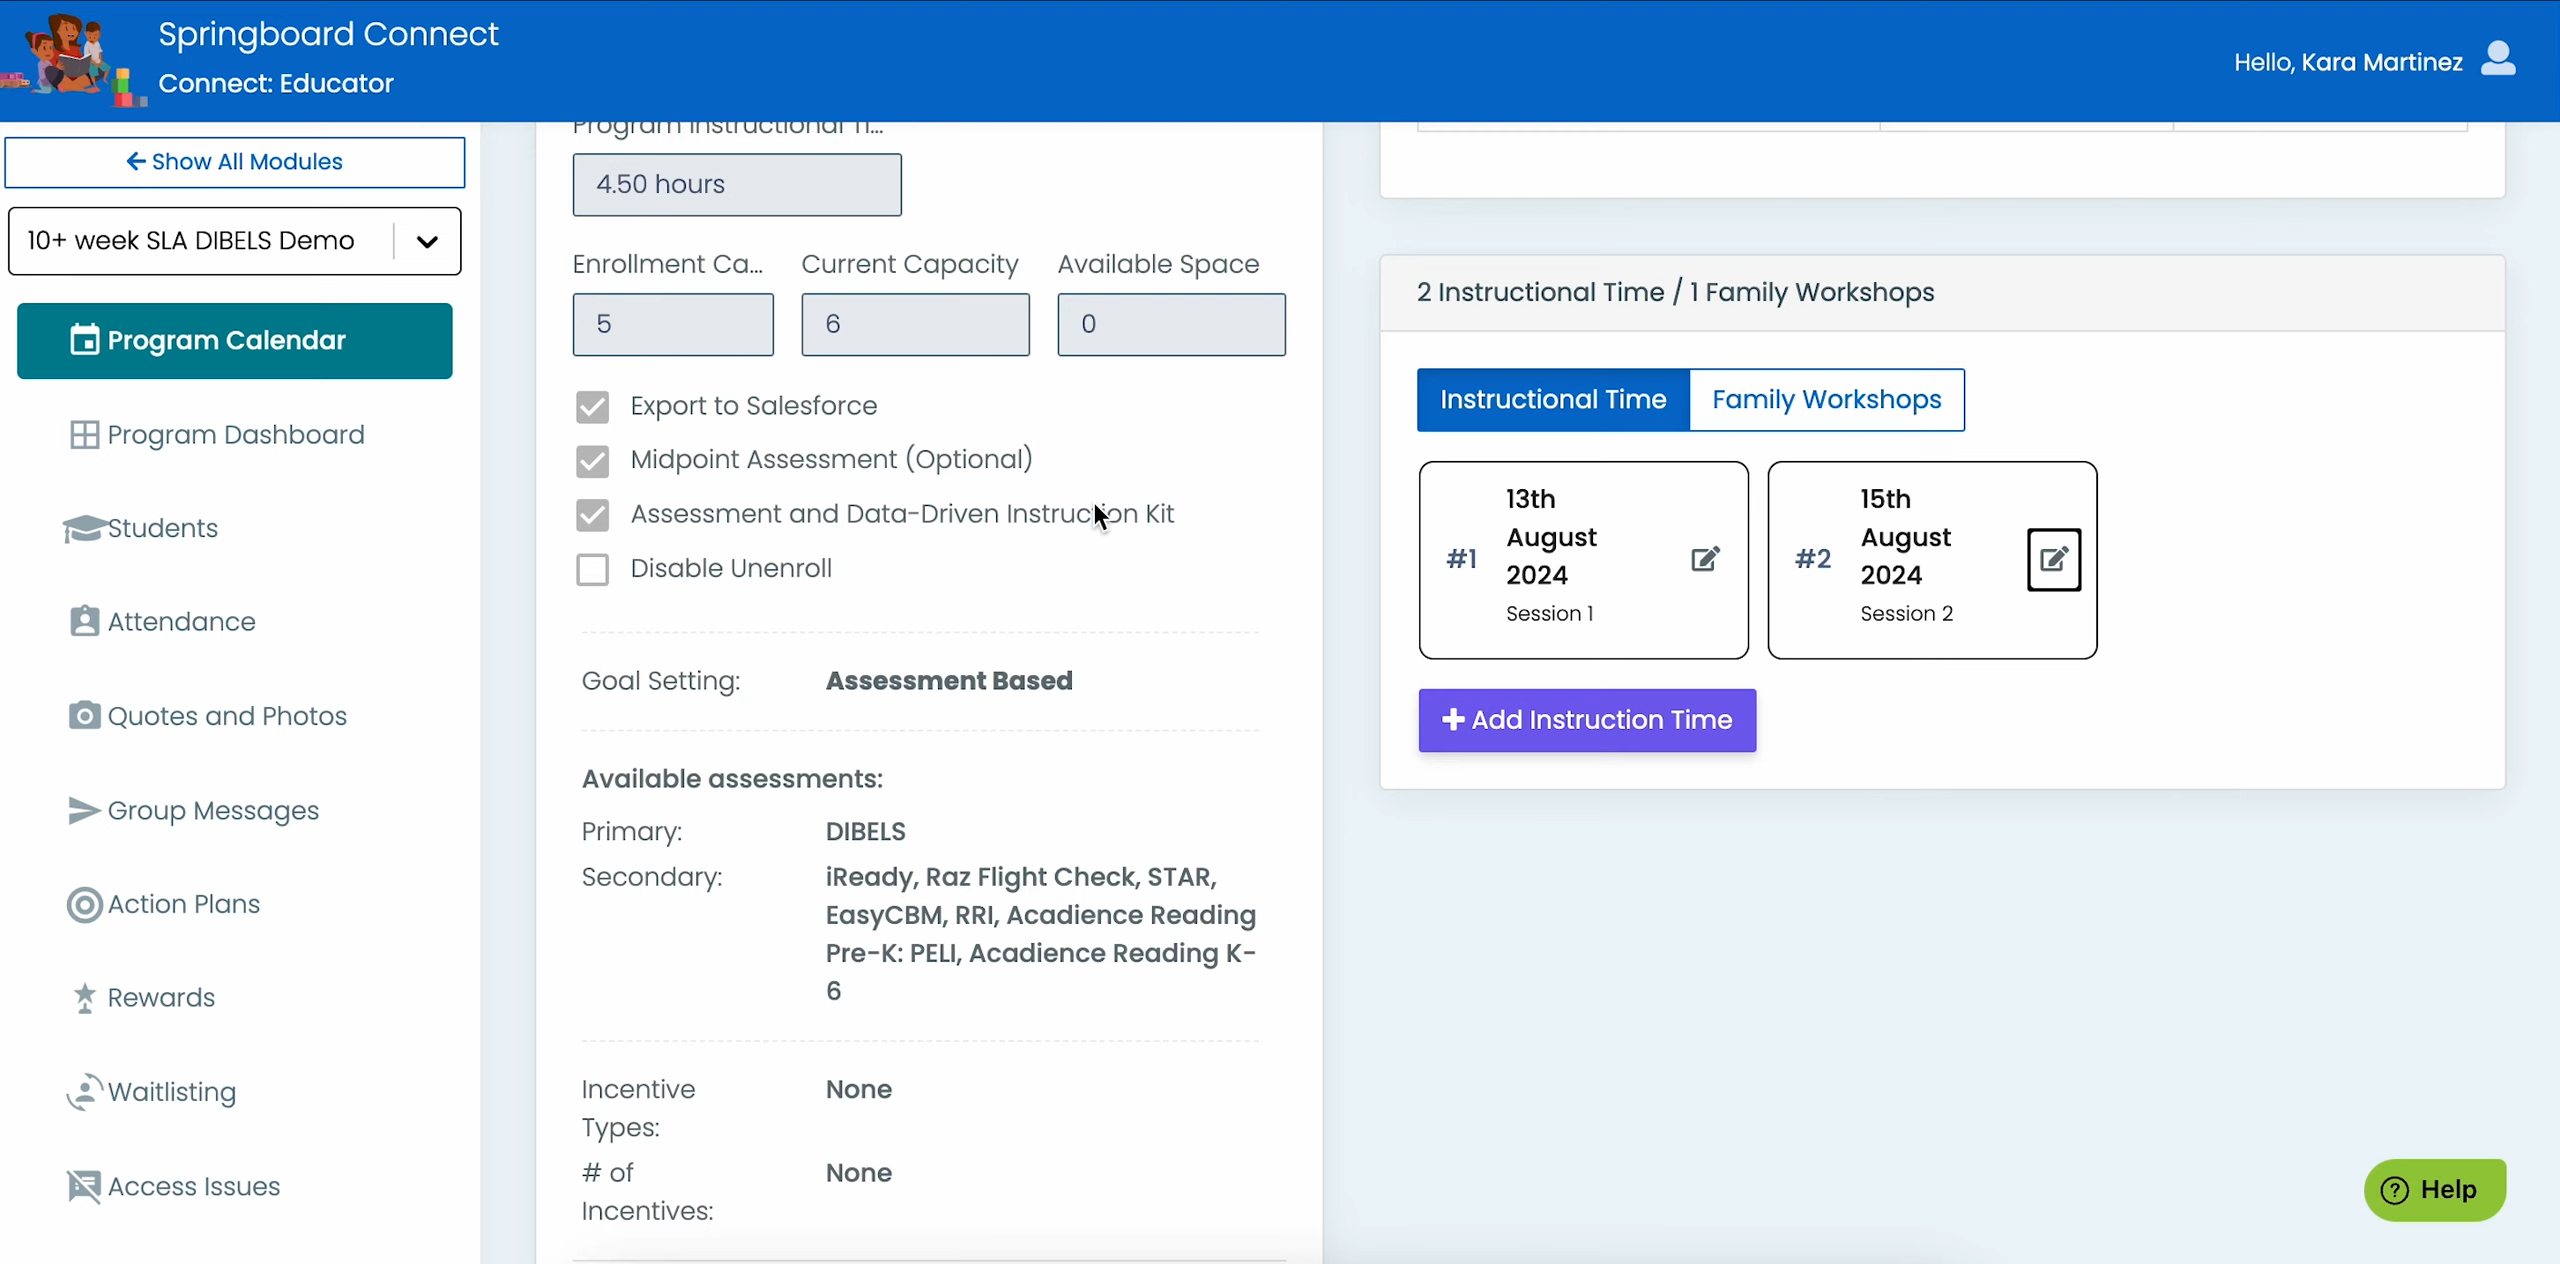 Springboard Connect
Connect: Educator
Hello, Kara Martinez
Show All Modules
10+ week SLA DIBELS Demo
Program Calendar
Program Dashboard
Students
Attendance
Quotes and Photos
Group Messages
Action Plans
Rewards
Waitlisting
Access Issues
Program Instructional Ti...
4.50 hours
Enrollment Ca... Current Capacity Available Space
5 6 0
Export to Salesforce
Midpoint Assessment (Optional)
Assessment and Data-Driven Instruction Kit
Disable Unenroll
Goal Setting: Assessment Based
Available assessments:
Primary: DIBELS
Secondary: iReady, Raz Flight Check, STAR,
EasyCBM, RRI, Acadience Reading
Pre-K: PELI, Acadience Reading K-
6
Incentive None
Types:
# of None
Incentives:
2 Instructional Time / 1 Family Workshops
Instructional Time Family Workshops
#1
13th
August
2024
Session 1
#2
15th
August
2024
Session 2
+ Add Instruction Time
? Help